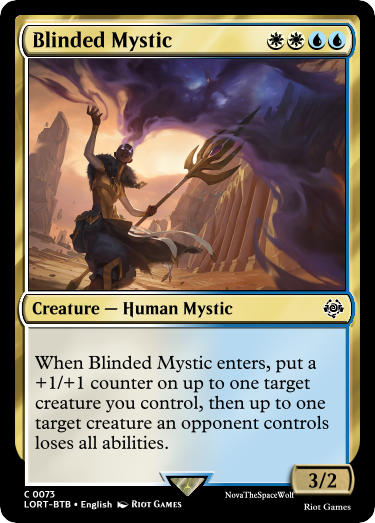 Blinded Mystic
Creature — Human Mystic
When Blinded Mystic enters, put a
+1/+1 counter on up to one target
creature you control, then up to one
target creature an opponent controls
loses all abilities.
3/2
C 0073
LORT-BTB • English Riot Games
NovaTheSpaceWolf
Riot Games